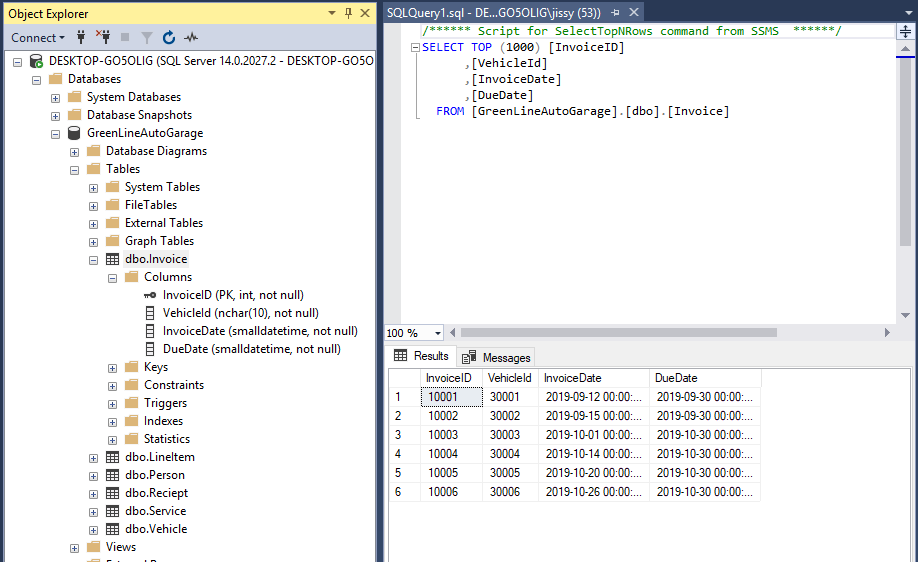 Object Explorer
Connect
DESKTOP-GO5OLIG (SQL Server 14.0.2027.2 - DESKTOP-GO5O
Databases
System Databases
Database Snapshots
GreenLineAutoGarage
Database Diagrams
Tables
System Tables
FileTables
External Tables
Graph Tables
dbo.Invoice
Columns
InvoiceID (PK, int, not null)
VehicleId (nchar(10), not null)
InvoiceDate (smalldatetime, not null)
DueDate (smalldatetime, not null)
Keys
Constraints
Triggers
Indexes
Statistics
dbo.LineItem
dbo.Person
dbo.Reciept
dbo.Service
dbo.Vehicle
Views
SQLQuery1.sql - DE...GO5OLIG\jissy (53))
/****** Script for SelectTopNRows command from SSMS ******/
SELECT TOP (1000) [InvoiceID]
,[VehicleId]
,[InvoiceDate]
,[DueDate]
FROM [GreenLineAutoGarage].[dbo].[Invoice]
100 %
Results Messages
InvoiceID VehicleId InvoiceDate DueDate
1 10001 30001 2019-09-12 00:00:... 2019-09-30 00:00:...
2 10002 30002 2019-09-15 00:00:... 2019-09-30 00:00:...
3 10003 30003 2019-10-01 00:00:... 2019-10-30 00:00:...
4 10004 30004 2019-10-14 00:00:... 2019-10-30 00:00:...
5 10005 30005 2019-10-20 00:00:... 2019-10-30 00:00:...
6 10006 30006 2019-10-26 00:00:... 2019-10-30 00:00:...